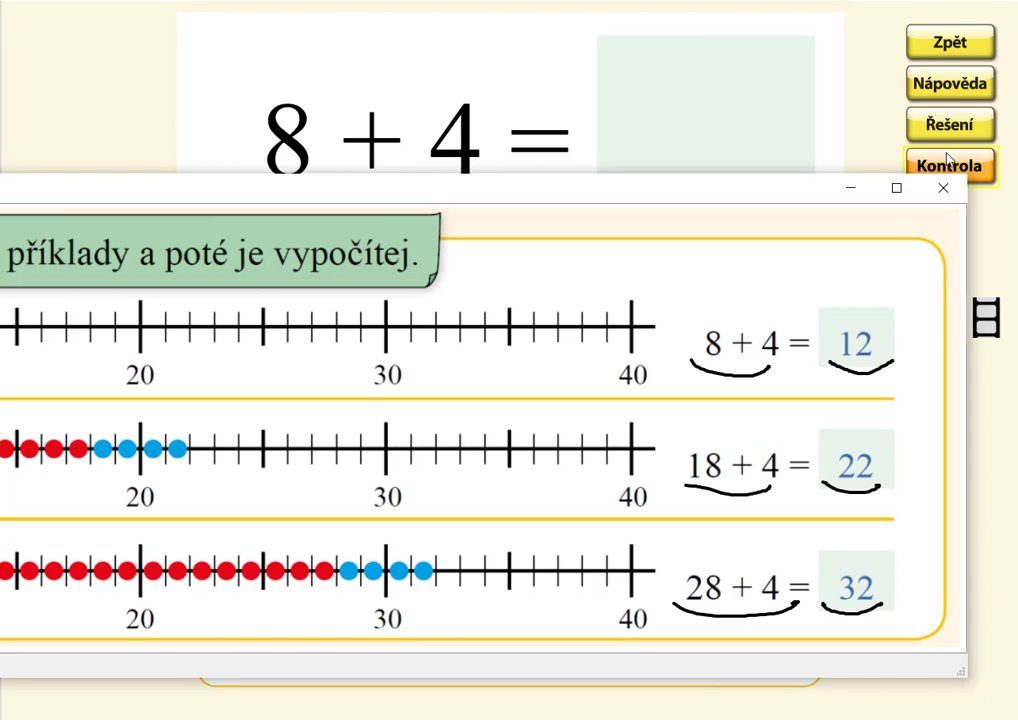 8 + 4 =
Zpět
Nápověda
Řešení
Kontrola
příklady a poté je vypočítej.
20 30 40
8 + 4 = 12
20 30 40
18 + 4 = 22
20 30 40
28 + 4 = 32